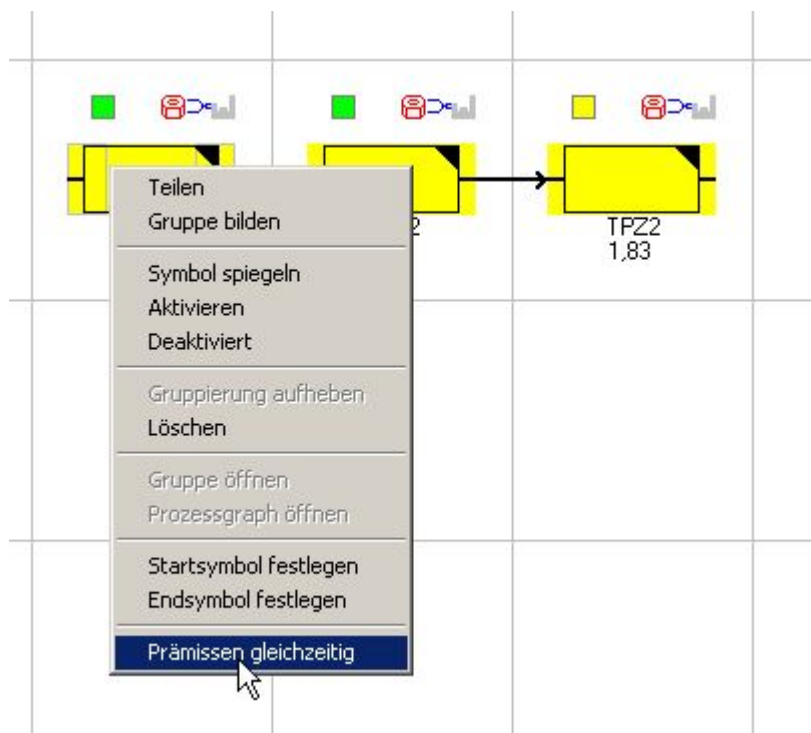 Teilen
Gruppe bilden
Symbol spiegeln
Aktivieren
Deaktiviert
Gruppierung aufheben
Löschen
Gruppe öffnen
Prozessgraph öffnen
Startsymbol festlegen
Endsymbol festlegen
Prämissen gleichzeitig
2
TPZ2
1,83